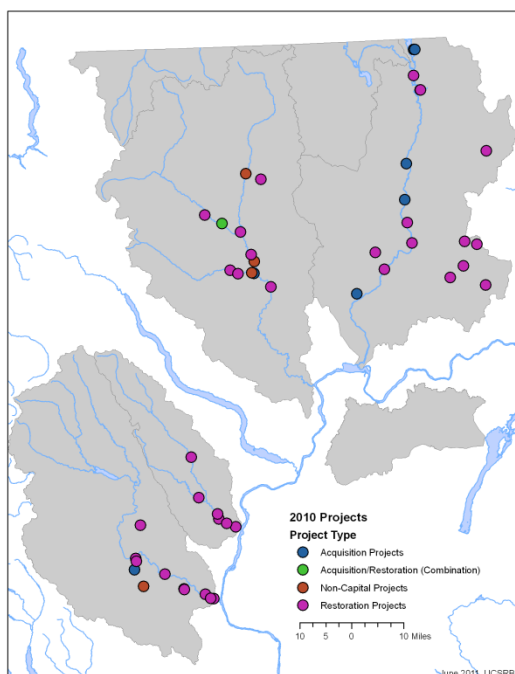 2010 Projects
Project Type
Acquisition Projects
Acquisition/Restoration (Combination)
Non-Capital Projects
Restoration Projects
10 5 0 10 Miles
June 2011, UCSRB